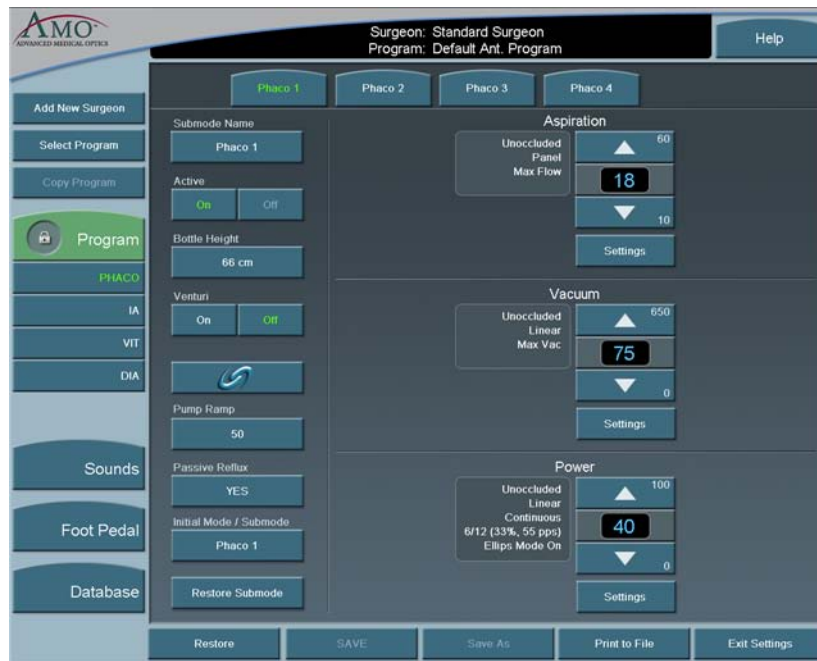 AMO
ADVANCED MEDICAL OPTICS
Surgeon: Standard Surgeon
Program: Default Ant. Program
Help
Add New Surgeon
Select Program
Copy Program
Program
PHACO
IA
VIT
DIA
Sounds
Foot Pedal
Database
Phaco 1
Phaco 2
Phaco 3
Phaco 4
Submode Name
Phaco 1
Active
On
Off
Bottle Height
66 cm
Venturi
On
Off
Pump Ramp
50
Passive Reflux
YES
Initial Mode / Submode
Phaco 1
Restore Submode
Aspiration
Unoccluded
Panel
Max Flow
60
18
10
Settings
Vacuum
Unoccluded
Linear
Max Vac
650
75
0
Settings
Power
Unoccluded
Linear
Continuous
6/12 (33%, 55 pps)
Ellips Mode On
100
40
0
Settings
Restore
SAVE
Save As
Print to File
Exit Settings